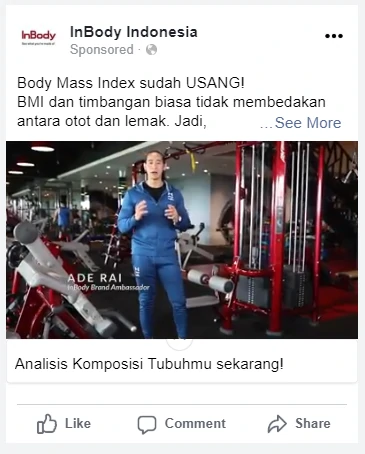 InBody
InBody Indonesia
Sponsored ·
Body Mass Index sudah USANG!
BMI dan timbangan biasa tidak membedakan
antara otot dan lemak. Jadi,
...See More
ADE RAI
InBody Brand Ambassador
Analisis Komposisi Tubuhmu sekarang!
Like
Comment
Share